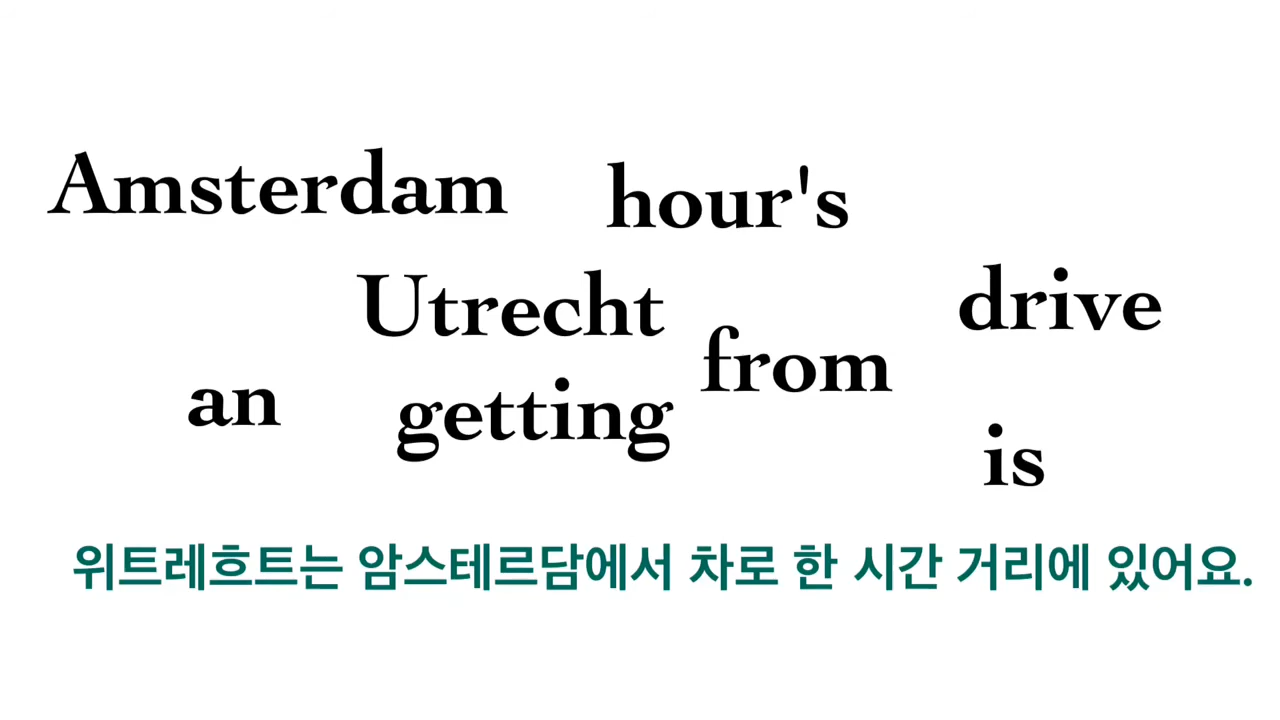 Amsterdam hour's
Utrecht drive
from
an getting
is
위트레흐트는 암스테르담에서 차로 한 시간 거리에 있어요.